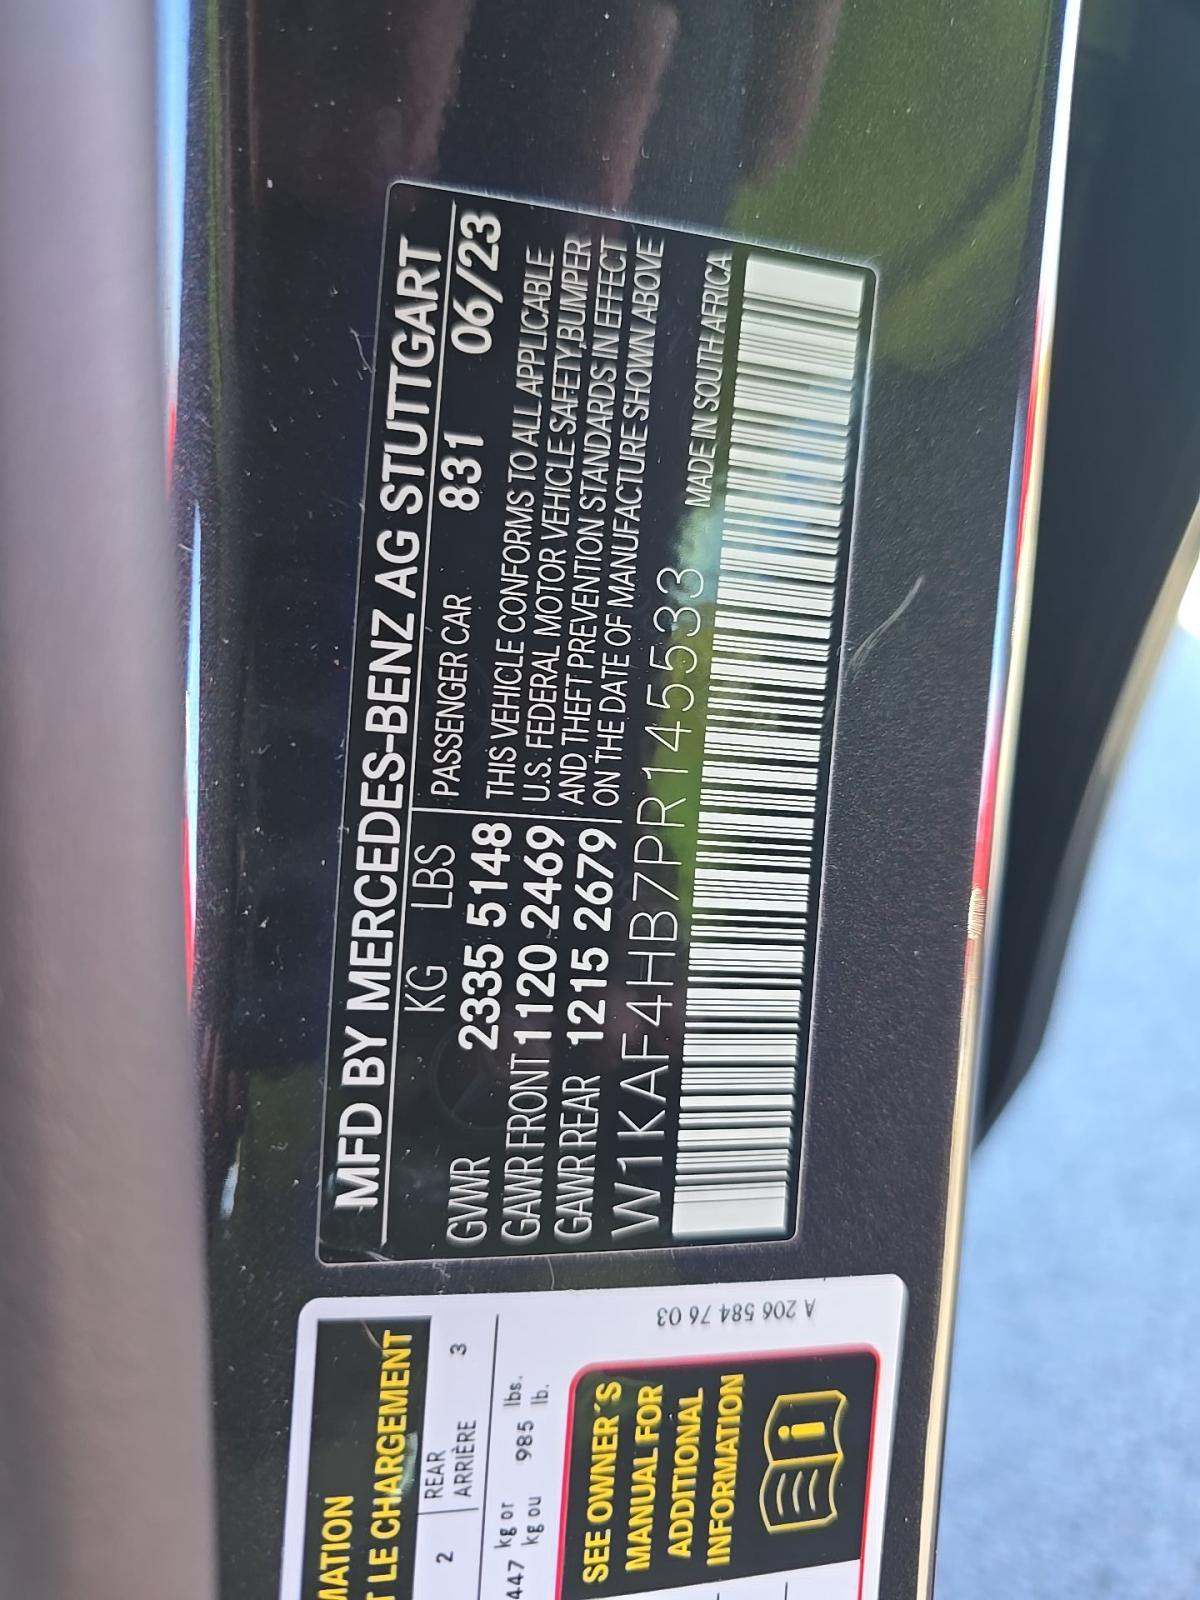 MFD BY MERCEDES-BENZ AG STUTTGART
KG LBS PASSENGER CAR 831 06/23
GVWR 2335 5148
GAWR FRONT 1120 2469
GAWR REAR 1215 2679
THIS VEHICLE CONFORMS TO ALL APPLICABLE
U.S. FEDERAL MOTOR VEHICLE SAFETY,BUMPER
AND THEFT PREVENTION STANDARDS IN EFFECT
ON THE DATE OF MANUFACTURE SHOWN ABOVE
W1KAF4HB7PR145533 MADE IN SOUTH AFRICA
MATION
T LE CHARGEMENT
2 REAR 3
ARRIÈRE
447 kg or 985 lbs.
kg ou lb.
SEE OWNER´S
MANUAL FOR
ADDITIONAL
INFORMATION
A 206 584 76 03